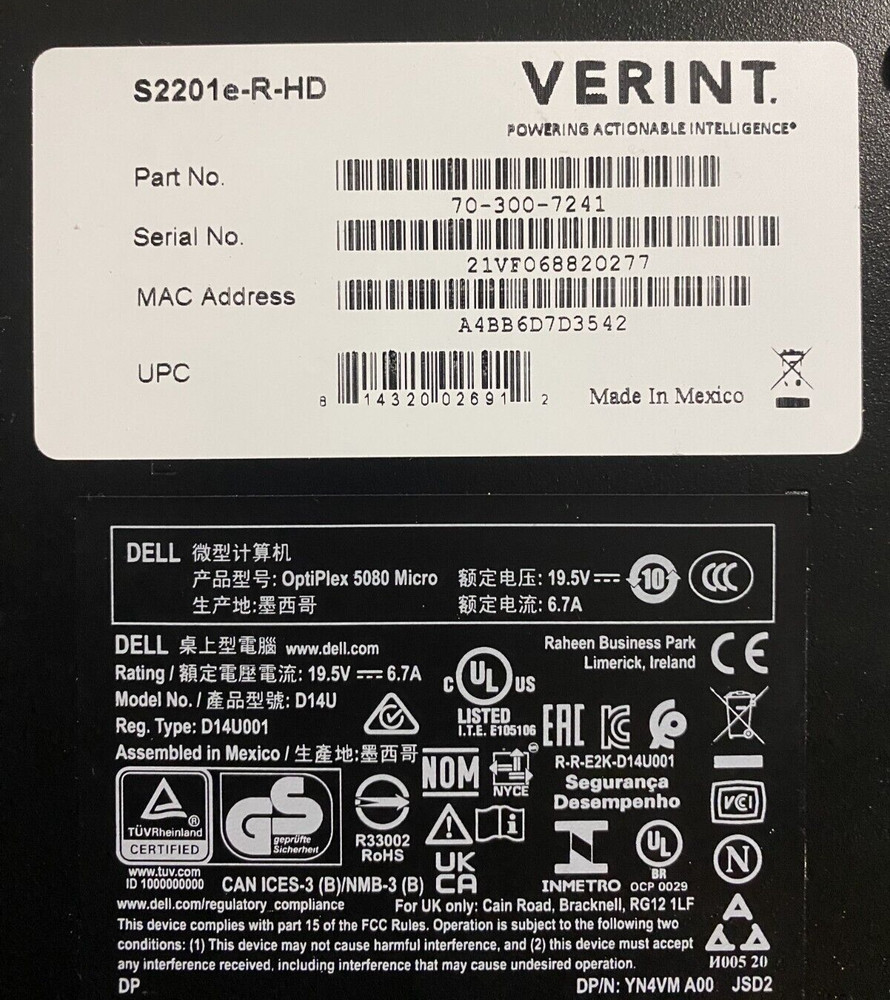 S2201e-R-HD
VERINT.
POWERING ACTIONABLE INTELLIGENCE®
Part No.
70-300-7241
Serial No.
21VF068820277
MAC Address
A4BB6D7D3542
UPC
8 14320 02691 2
Made In Mexico
DELL 微型计算机
产品型号: OptiPlex 5080 Micro 额定电压: 19.5V⎓ 10 CCC
生产地:墨西哥 额定电流: 6.7A
DELL 桌上型電腦 www.dell.com
Rating / 額定電壓電流: 19.5V⎓ 6.7A
Model No. / 產品型號: D14U
Reg. Type: D14U001
Assembled in Mexico / 生產地:墨西哥
C UL US
LISTED
I.T.E. E105106
Raheen Business Park
Limerick, Ireland
CE
EAC
R-R-E2K-D14U001
NOM
NYCE
Segurança
Desempenho
VCI
TÜVRheinland
CERTIFIED
www.tuv.com
ID 1000000000
GS
geprüfte
Sicherheit
R33002
RoHS
UK
CA
INMETRO
UL
BR
OCP 0029
N
CAN ICES-3 (B)/NMB-3 (B)
www.dell.com/regulatory_compliance
For UK only: Cain Road, Bracknell, RG12 1LF
This device complies with part 15 of the FCC Rules. Operation is subject to the following two
conditions: (1) This device may not cause harmful interference, and (2) this device must accept
any interference received, including interference that may cause undesired operation.
И005 20
DP
DP/N: YN4VM A00 JSD2